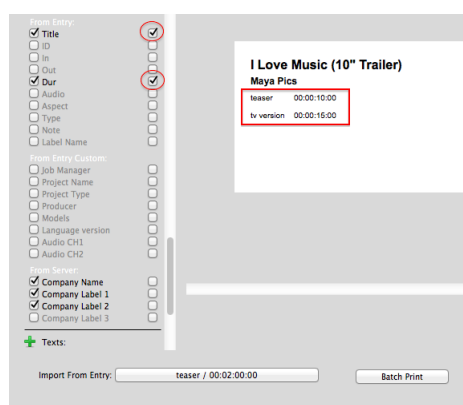 From Entry:
Title
ID
In
Out
Dur
Audio
Aspect
Type
Note
Label Name
From Entry Custom:
Job Manager
Project Name
Project Type
Producer
Models
Language version
Audio CH1
Audio CH2
From Server:
Company Name
Company Label 1
Company Label 2
Company Label 3
Texts:
I Love Music (10" Trailer)
Maya Pics
teaser 00:00:10:00
tv version 00:00:15:00
Import From Entry: teaser / 00:02:00:00
Batch Print